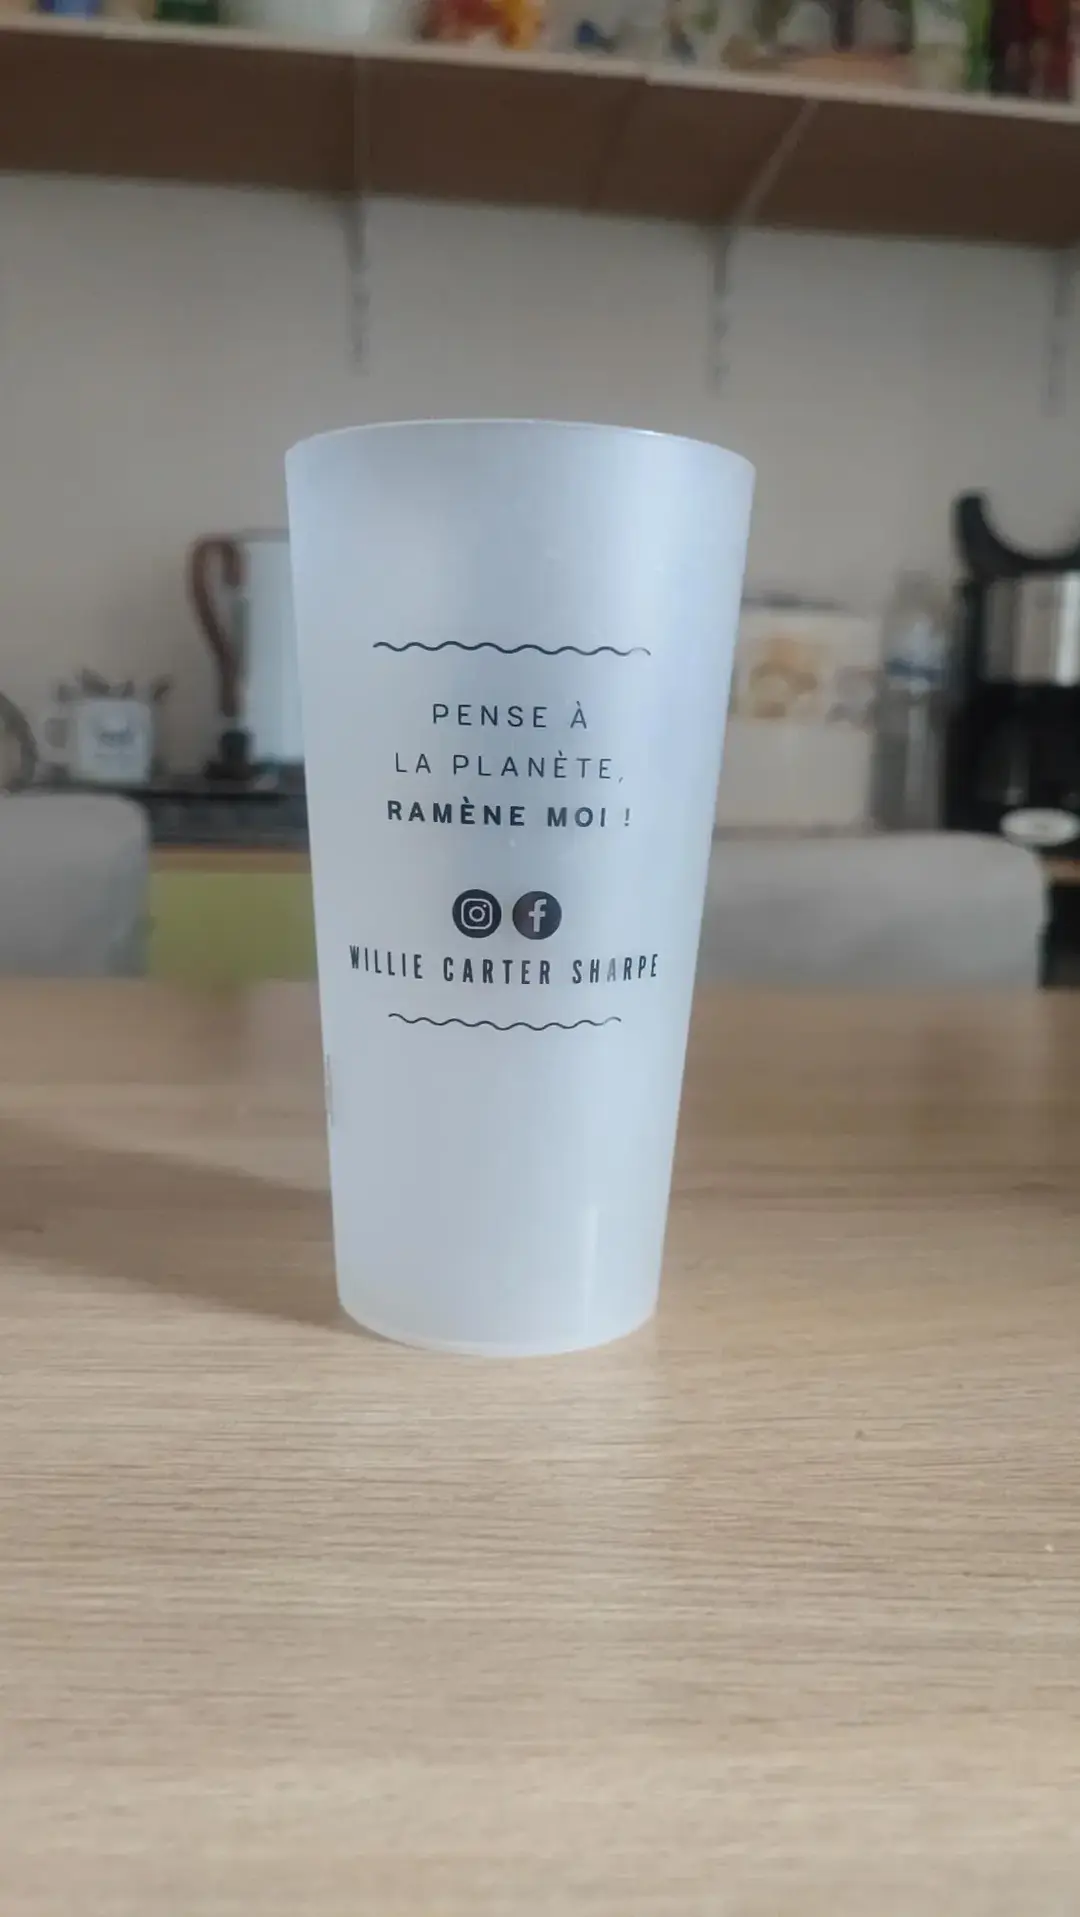 PENSE À
LA PLANÈTE,
RAMÈNE MOI !
WILLIE CARTER SHARPE